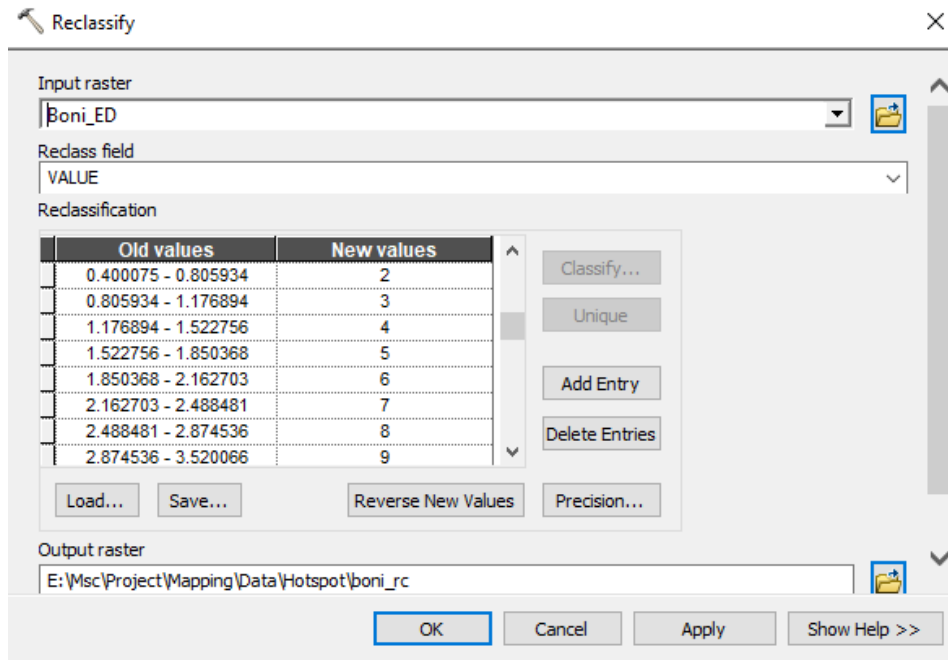 Reclassify
Input raster
Boni_ED
Reclass field
VALUE
Reclassification
Old values New values
0.400075 - 0.805934 2
0.805934 - 1.176894 3
1.176894 - 1.522756 4
1.522756 - 1.850368 5
1.850368 - 2.162703 6
2.162703 - 2.488481 7
2.488481 - 2.874536 8
2.874536 - 3.520066 9
Classify...
Unique
Add Entry
Delete Entries
Load... Save... Reverse New Values Precision...
Output raster
E:\Msc\Project\Mapping\Data\Hotspot\boni_rc
OK Cancel Apply Show Help >>